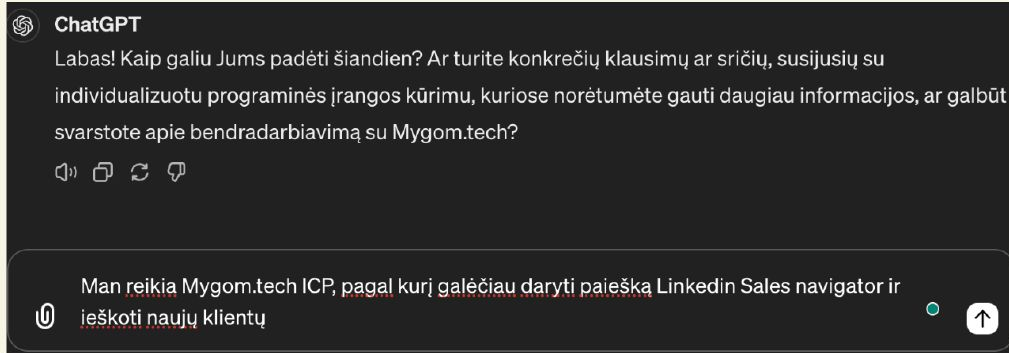 ChatGPT
Labas! Kaip galiu Jums padėti šiandien? Ar turite konkrečių klausimų ar sričių, susijusių su
individualizuotu programinės įrangos kūrimu, kuriose norėtumėte gauti daugiau informacijos, ar galbūt
svarstote apie bendradarbiavimą su Mygom.tech?
Man reikia Mygom.tech ICP, pagal kurį galėčiau daryti paiešką Linkedin Sales navigator ir
ieškoti naujų klientų